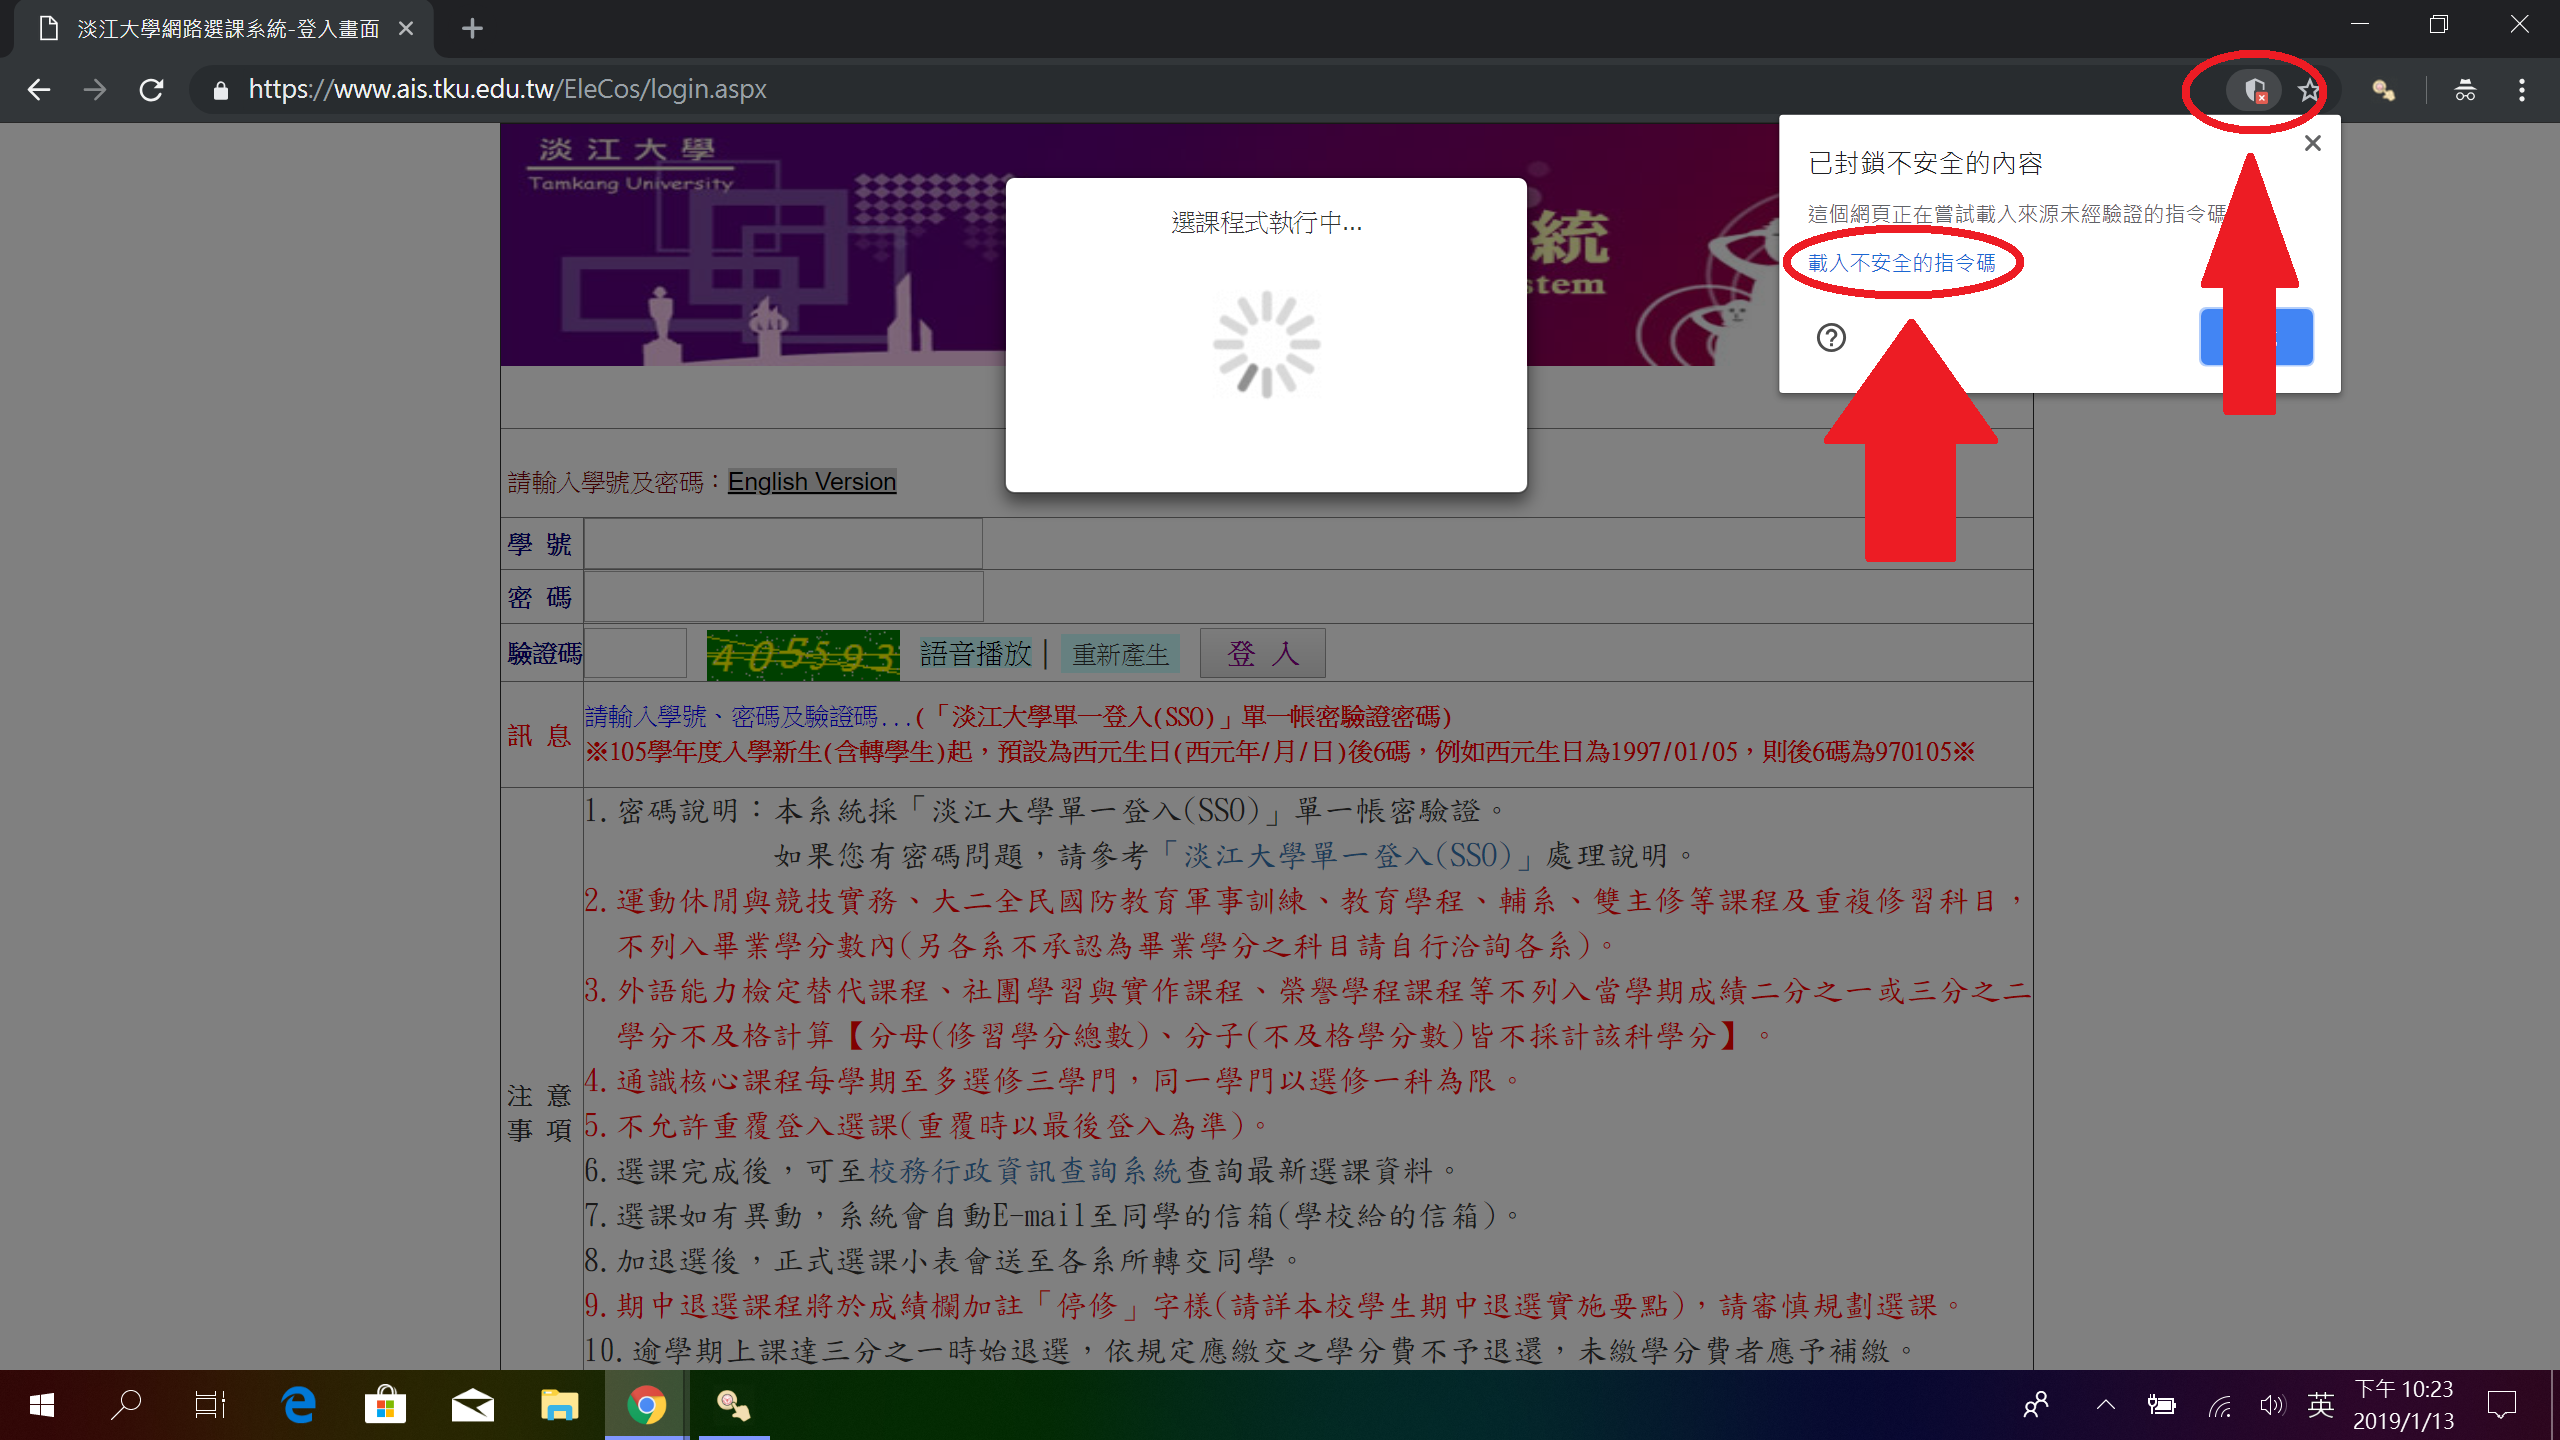 淡江大學網路選課系統-登入畫面
https://www.ais.tku.edu.tw/EleCos/login.aspx
淡江大學
Tamkang University
統
stem
選課程式執行中...
已封鎖不安全的內容
這個網頁正在嘗試載入來源未經驗證的指令碼
載入不安全的指令碼
請輸入學號及密碼：English Version
學 號
密 碼
驗證碼 405593 語音播放 | 重新產生 登 入
訊 息
請輸入學號、密碼及驗證碼...(「淡江大學單一登入(SSO)」單一帳密驗證密碼)
※105學年度入學新生(含轉學生)起，預設為西元生日(西元年/月/日)後6碼，例如西元生日為1997/01/05，則後6碼為970105※
注 意
事 項
1. 密碼說明：本系統採「淡江大學單一登入(SSO)」單一帳密驗證。
如果您有密碼問題，請參考「淡江大學單一登入(SSO)」處理說明。
2. 運動休閒與競技實務、大二全民國防教育軍事訓練、教育學程、輔系、雙主修等課程及重複修習科目，
不列入畢業學分數內(另各系不承認為畢業學分之科目請自行洽詢各系)。
3. 外語能力檢定替代課程、社團學習與實作課程、榮譽學程課程等不列入當學期成績二分之一或三分之二
學分不及格計算【分母(修習學分總數)、分子(不及格學分數)皆不採計該科學分】。
4. 通識核心課程每學期至多選修三學門，同一學門以選修一科為限。
5. 不允許重覆登入選課(重覆時以最後登入為準)。
6. 選課完成後，可至校務行政資訊查詢系統查詢最新選課資料。
7. 選課如有異動，系統會自動E-mail至同學的信箱(學校給的信箱)。
8. 加退選後，正式選課小表會送至各系所轉交同學。
9. 期中退選課程將於成績欄加註「停修」字樣(請詳本校學生期中退選實施要點)，請審慎規劃選課。
10. 逾學期上課達三分之一時始退選，依規定應繳交之學分費不予退還，未繳學分費者應予補繳。
英
下午 10:23
2019/1/13